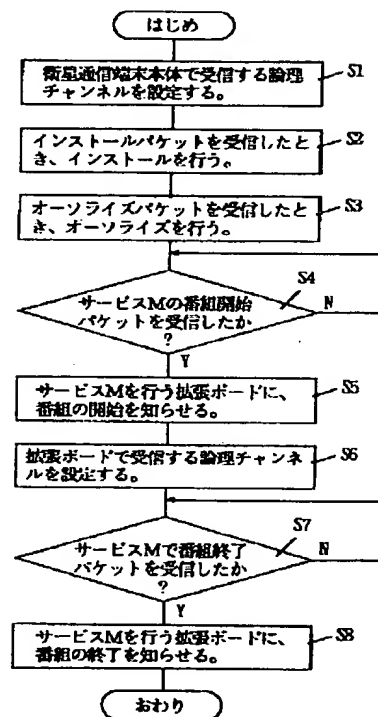 はじめ
衛星通信端末本体で受信する論理
チャンネルを設定する。
S1
インストールパケットを受信したと
き、インストールを行う。
S2
オーソライズパケットを受信したと
き、オーソライズを行う。
S3
S4
サービスMの番組開始
パケットを受信したか
?
N
Y
サービスMを行う拡張ボードに、
番組の開始を知らせる。
S5
拡張ボードで受信する論理チャンネ
ルを設定する。
S6
S7
サービスMで番組終了
パケットを受信したか
?
N
Y
サービスMを行う拡張ボードに、
番組の終了を知らせる。
S8
おわり